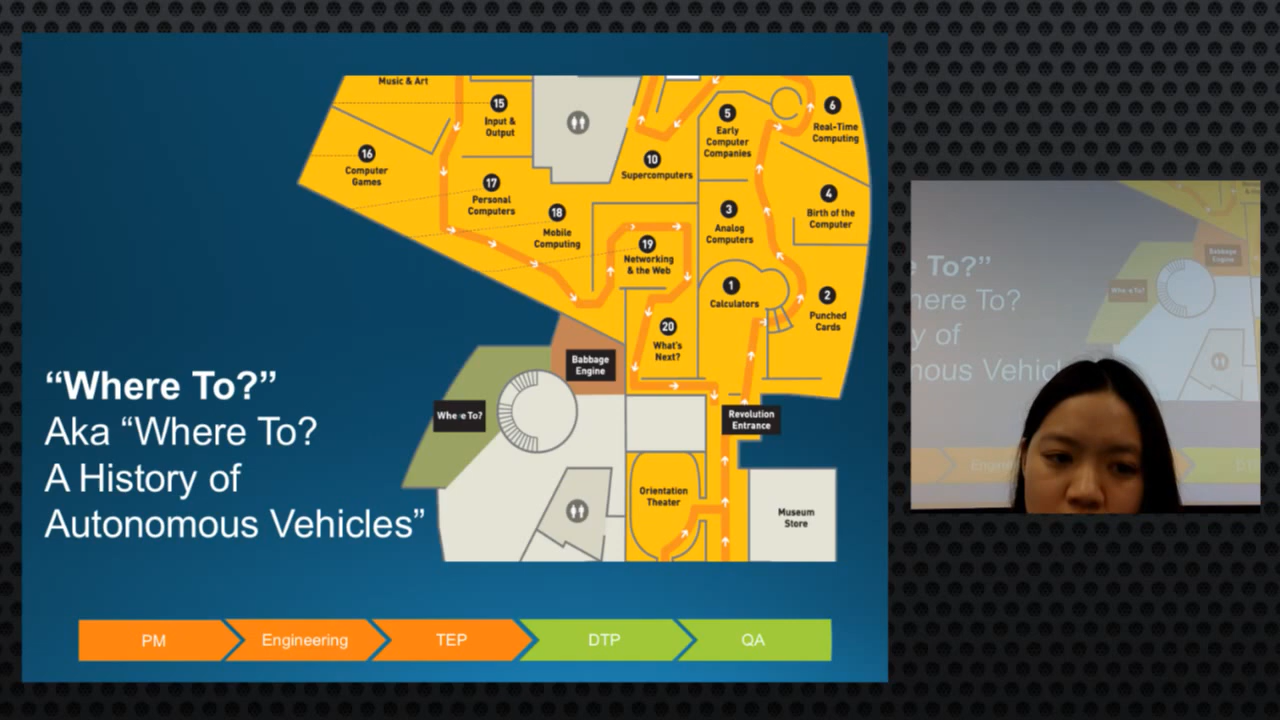 Music & Art
15
Input &
Output
16
Computer
Games
17
Personal
Computers
18
Mobile
Computing
10
Supercomputers
5
Early
Computer
Companies
6
Real-Time
Computing
4
Birth of the
Computer
3
Analog
Computers
19
Networking
& the Web
1
Calculators
2
Punched
Cards
20
What's
Next?
Babbage
Engine
Where To?
Revolution
Entrance
Orientation
Theater
Museum
Store
“Where To?”
Aka “Where To?
A History of
Autonomous Vehicles”
PM
Engineering
TEP
DTP
QA
Babbage
Engine
Where To?
e To?”
here To?
y of
mous Vehicl
Engine
DT